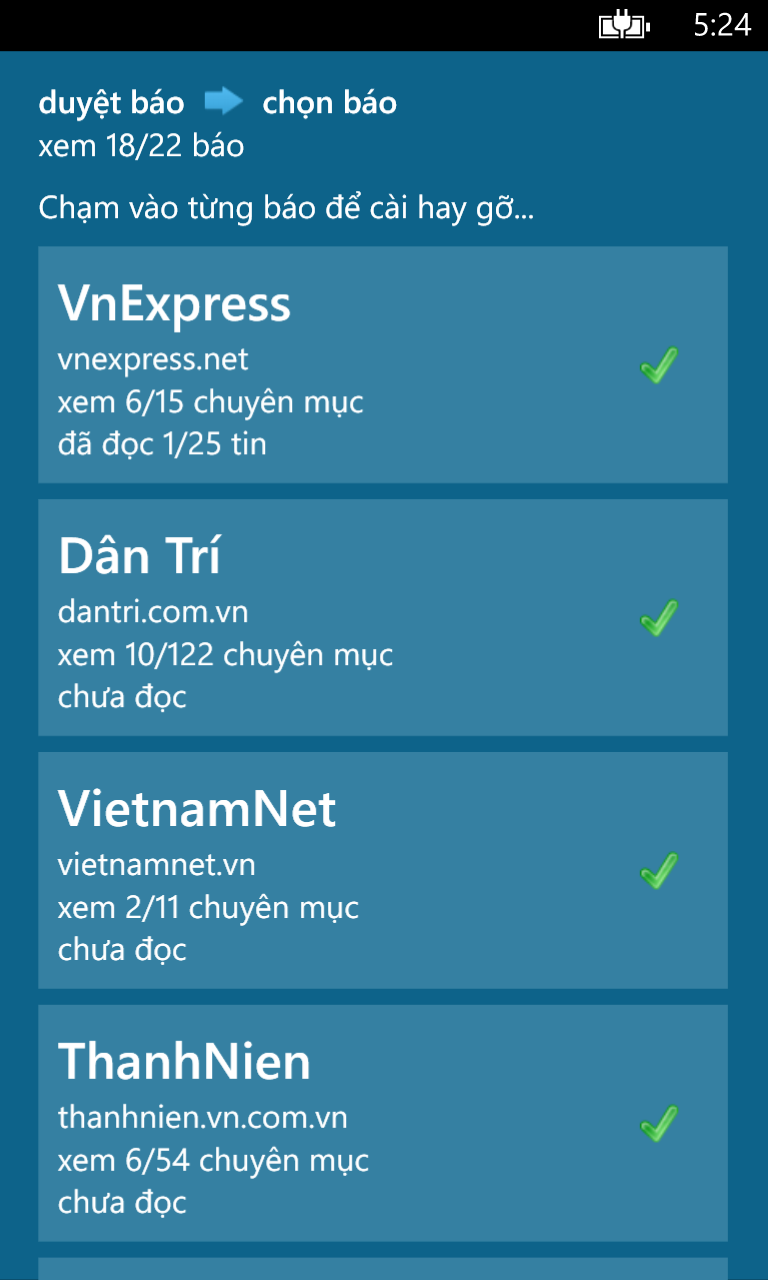 5:24
duyệt báo chọn báo
xem 18/22 báo
Chạm vào từng báo để cài hay gỡ...
VnExpress
vnexpress.net
xem 6/15 chuyên mục
đã đọc 1/25 tin
Dân Trí
dantri.com.vn
xem 10/122 chuyên mục
chưa đọc
VietnamNet
vietnamnet.vn
xem 2/11 chuyên mục
chưa đọc
ThanhNien
thanhnien.vn.com.vn
xem 6/54 chuyên mục
chưa đọc